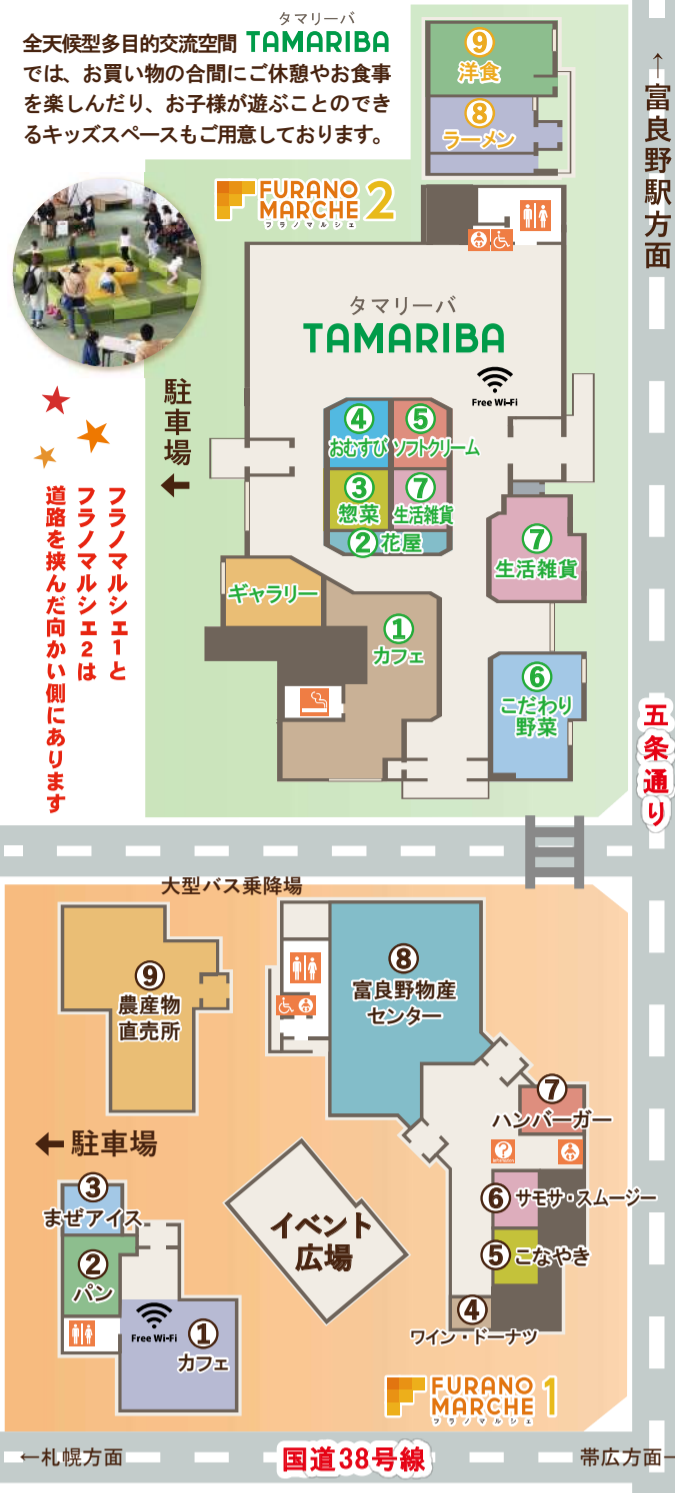 タマリーバ
全天候型多目的交流空間 TAMARIBA
では、お買い物の合間にご休憩やお食事
を楽しんだり、お子様が遊ぶことのでき
るキッズスペースもご用意しております。
⑨
洋食
⑧
ラーメン
↑富良野駅方面
FURANO
MARCHE 2
フラノマルシェ
タマリーバ
TAMARIBA
Free Wi-Fi
駐車場
←
④
おむすび
⑤
ソフトクリーム
③
惣菜
⑦
生活雑貨
② 花屋
⑦
生活雑貨
ギャラリー
①
カフェ
⑥
こだわり
野菜
フラノマルシェ1と
フラノマルシェ2は
道路を挟んだ向かい側にあります
五条通り
大型バス乗降場
⑨
農産物
直売所
⑧
富良野物産
センター
⑦
ハンバーガー
← 駐車場
③
まぜアイス
②
パン
Free Wi-Fi
①
カフェ
イベント
広場
⑥ サモサ・スムージー
⑤ こなやき
④
ワイン・ドーナツ
FURANO
MARCHE 1
フラノマルシェ
←札幌方面
国道38号線
帯広方面→